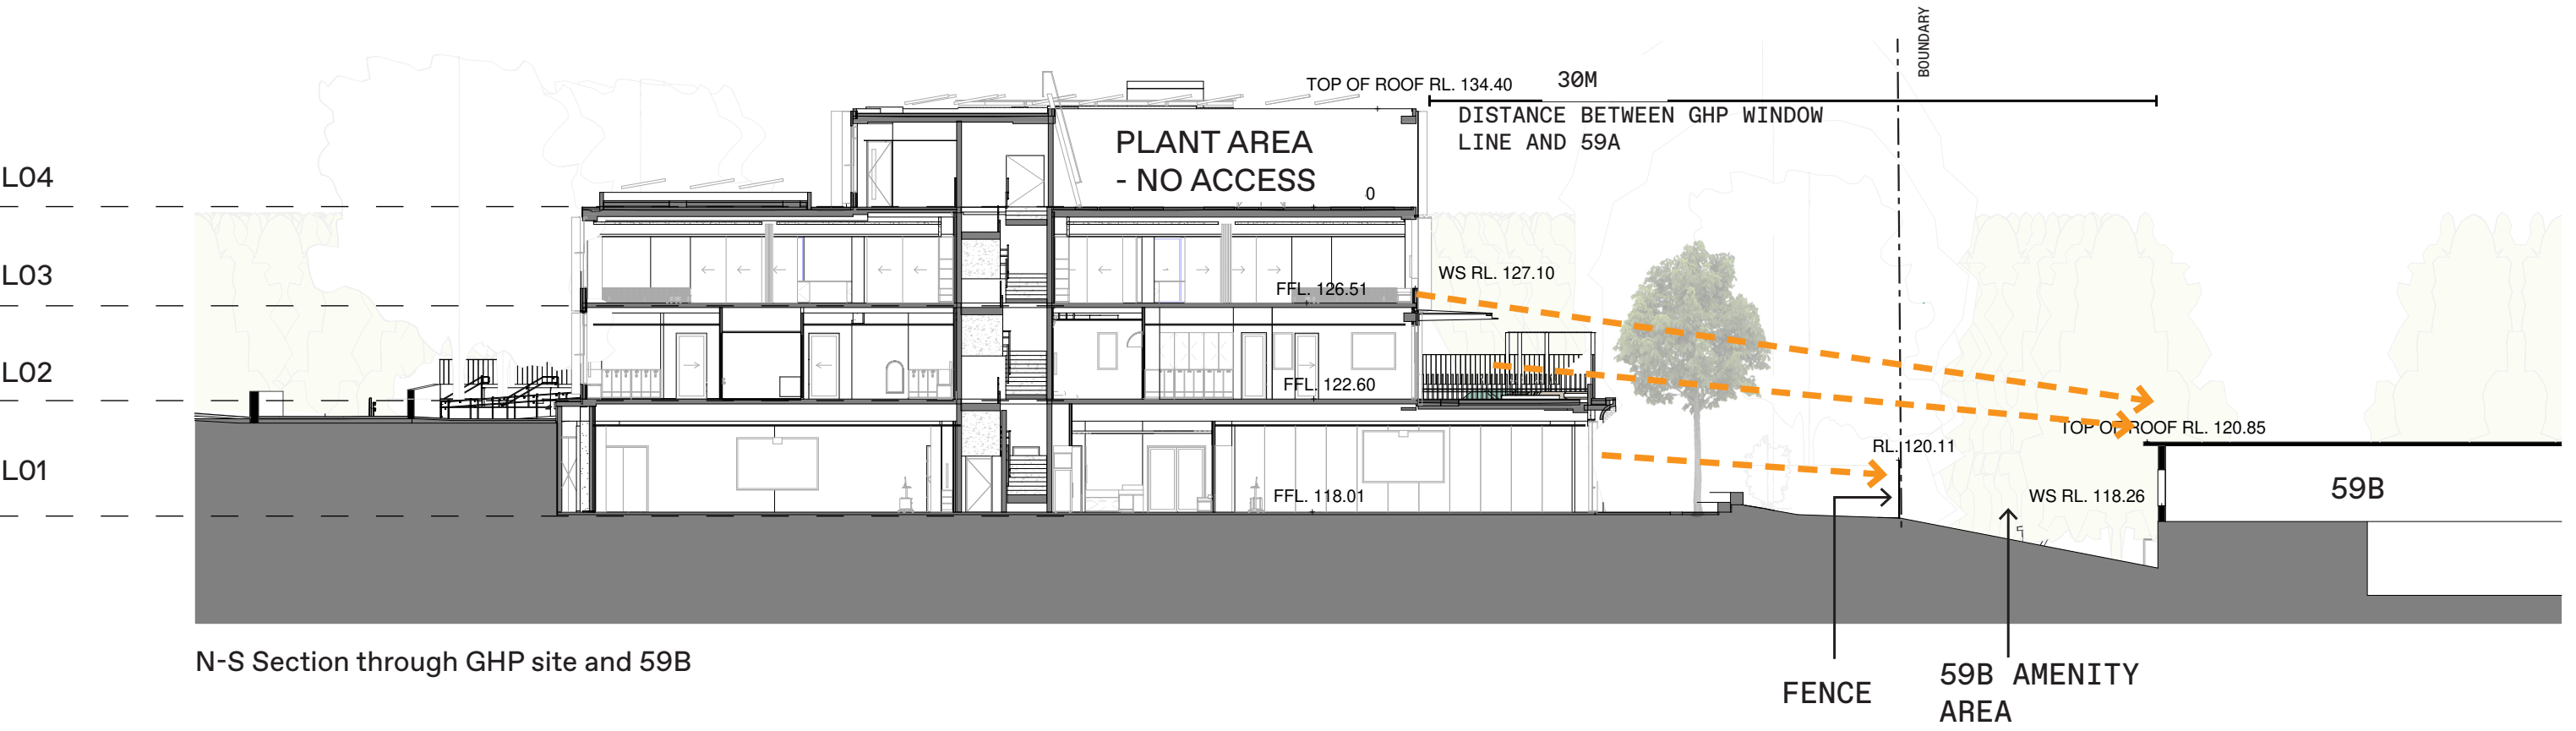 BOUNDARY
TOP OF ROOF RL. 134.40
30M
DISTANCE BETWEEN GHP WINDOW
LINE AND 59A
PLANT AREA
- NO ACCESS
0
L04
L03
WS RL. 127.10
FFL. 126.51
L02
FFL. 122.60
TOP OF ROOF RL. 120.85
RL. 120.11
L01
FFL. 118.01
WS RL. 118.26
59B
N-S Section through GHP site and 59B
FENCE
59B AMENITY
AREA